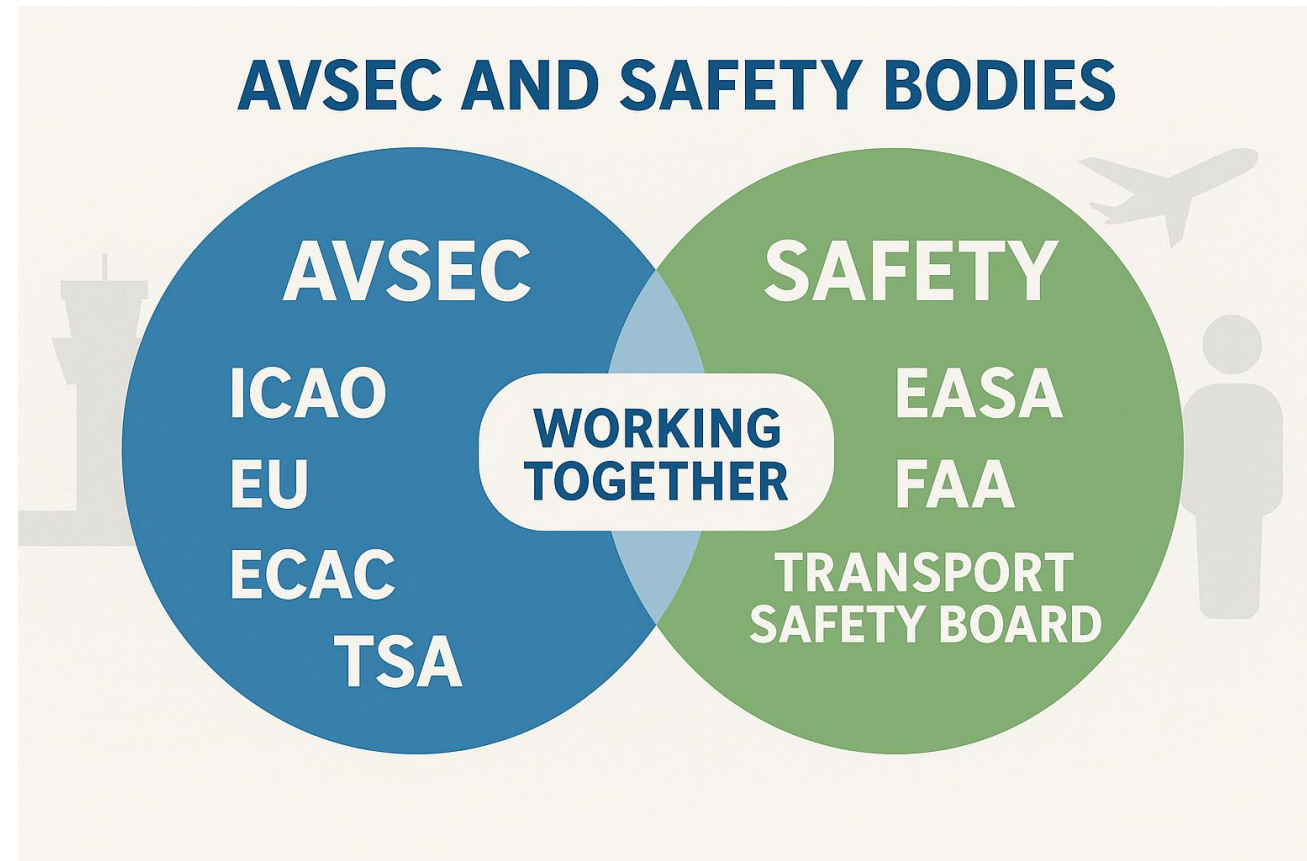 AVSEC AND SAFETY BODIES
AVSEC
ICAO
EU
ECAC
TSA
WORKING
TOGETHER
SAFETY
EASA
FAA
TRANSPORT
SAFETY BOARD